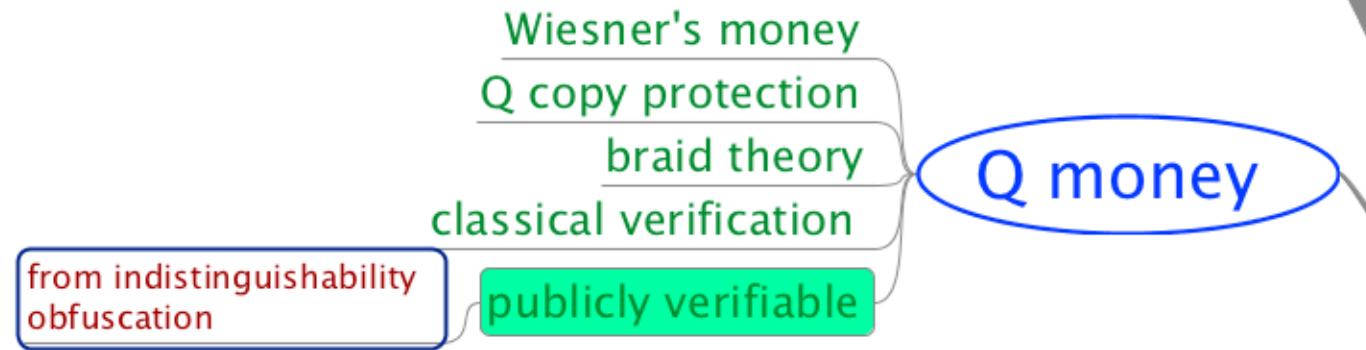 Wiesner's money
Q copy protection
braid theory
Q money
classical verification
from indistinguishability
obfuscation
publicly verifiable